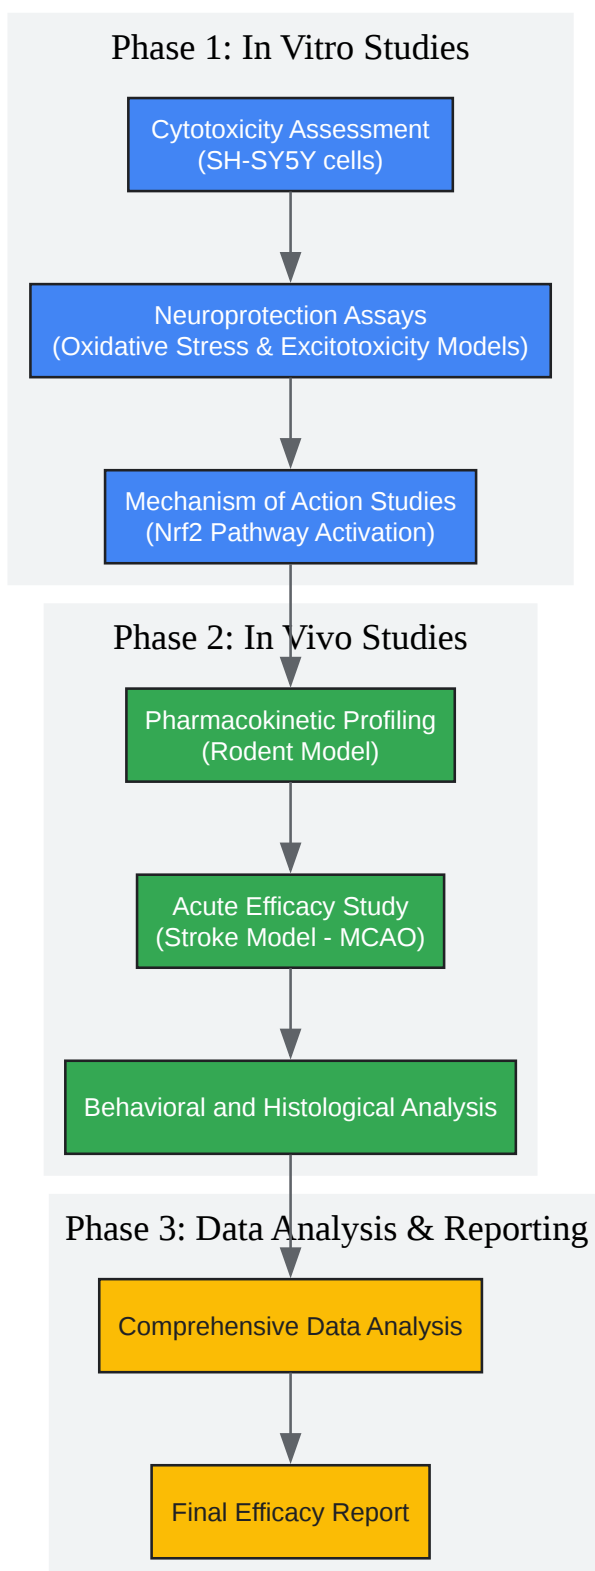 Phase 1: In Vitro Studies
Cytotoxicity Assessment
(SH-SY5Y cells)
Neuroprotection Assays
(Oxidative Stress & Excitotoxicity Models)
Mechanism of Action Studies
(Nrf2 Pathway Activation)
Phase 2: In Vivo Studies
Pharmacokinetic Profiling
(Rodent Model)
Acute Efficacy Study
(Stroke Model - MCAO)
Behavioral and Histological Analysis
Phase 3: Data Analysis & Reporting
Comprehensive Data Analysis
Final Efficacy Report